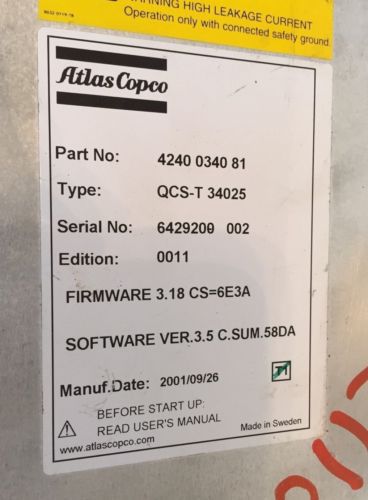 WARNING HIGH LEAKAGE CURRENT
Operation only with connected safety ground.
Atlas Copco
Part No: 4240 0340 81
Type: QCS-T 34025
Serial No: 6429200 002
Edition: 0011
FIRMWARE 3.18 CS=6E3A
SOFTWARE VER.3.5 C.SUM.58DA
Manuf.Date: 2001/09/26
BEFORE START UP:
READ USER'S MANUAL
www.atlascopco.com Made in Sweden